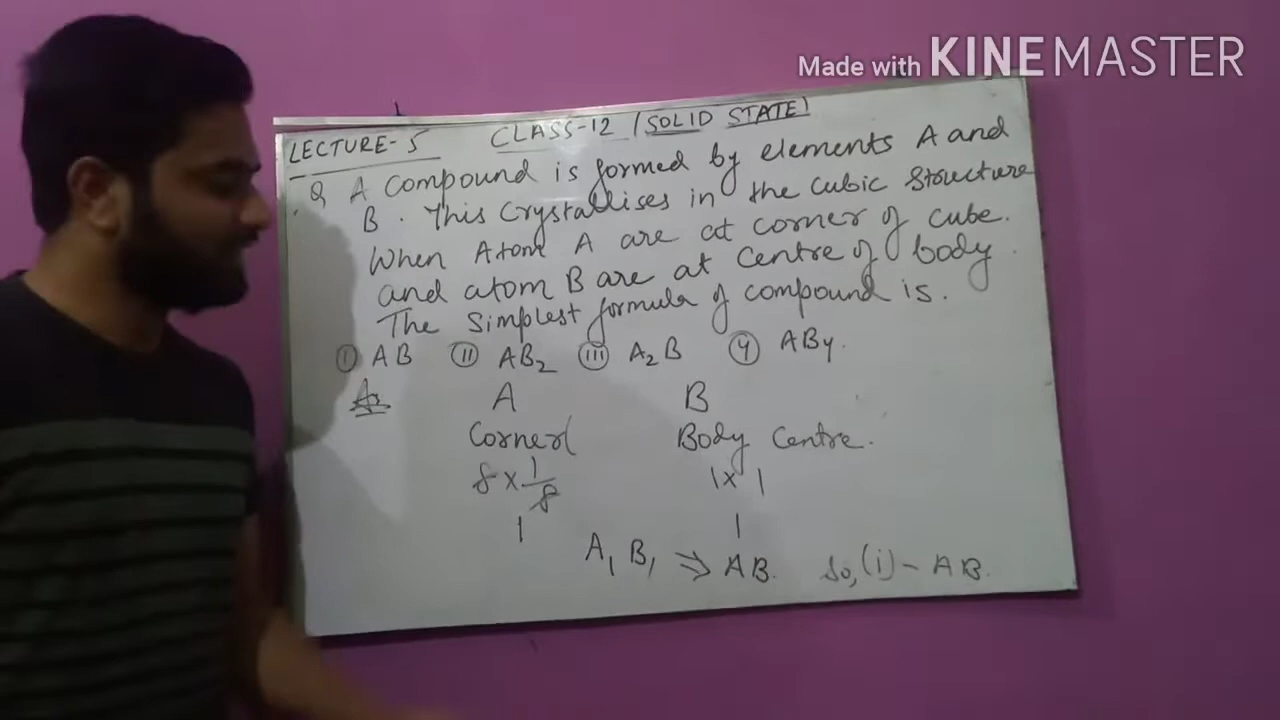 Made with KINEMASTER
LECTURE-5 CLASS-12 (SOLID STATE)
Q A Compound is formed by elements A and
B. This Crystallises in the Cubic Structure
When Atom A are at corner of cube.
and atom B are at Centre of body.
The Simplest formula of compound is.
(I) AB (II) AB2 (III) A2B (4) AB4.
As
A B
Corner( Body Centre.
8 × 1/8 1 × 1
1 1
A1 B1 ⇒ AB. So, (i) - AB.